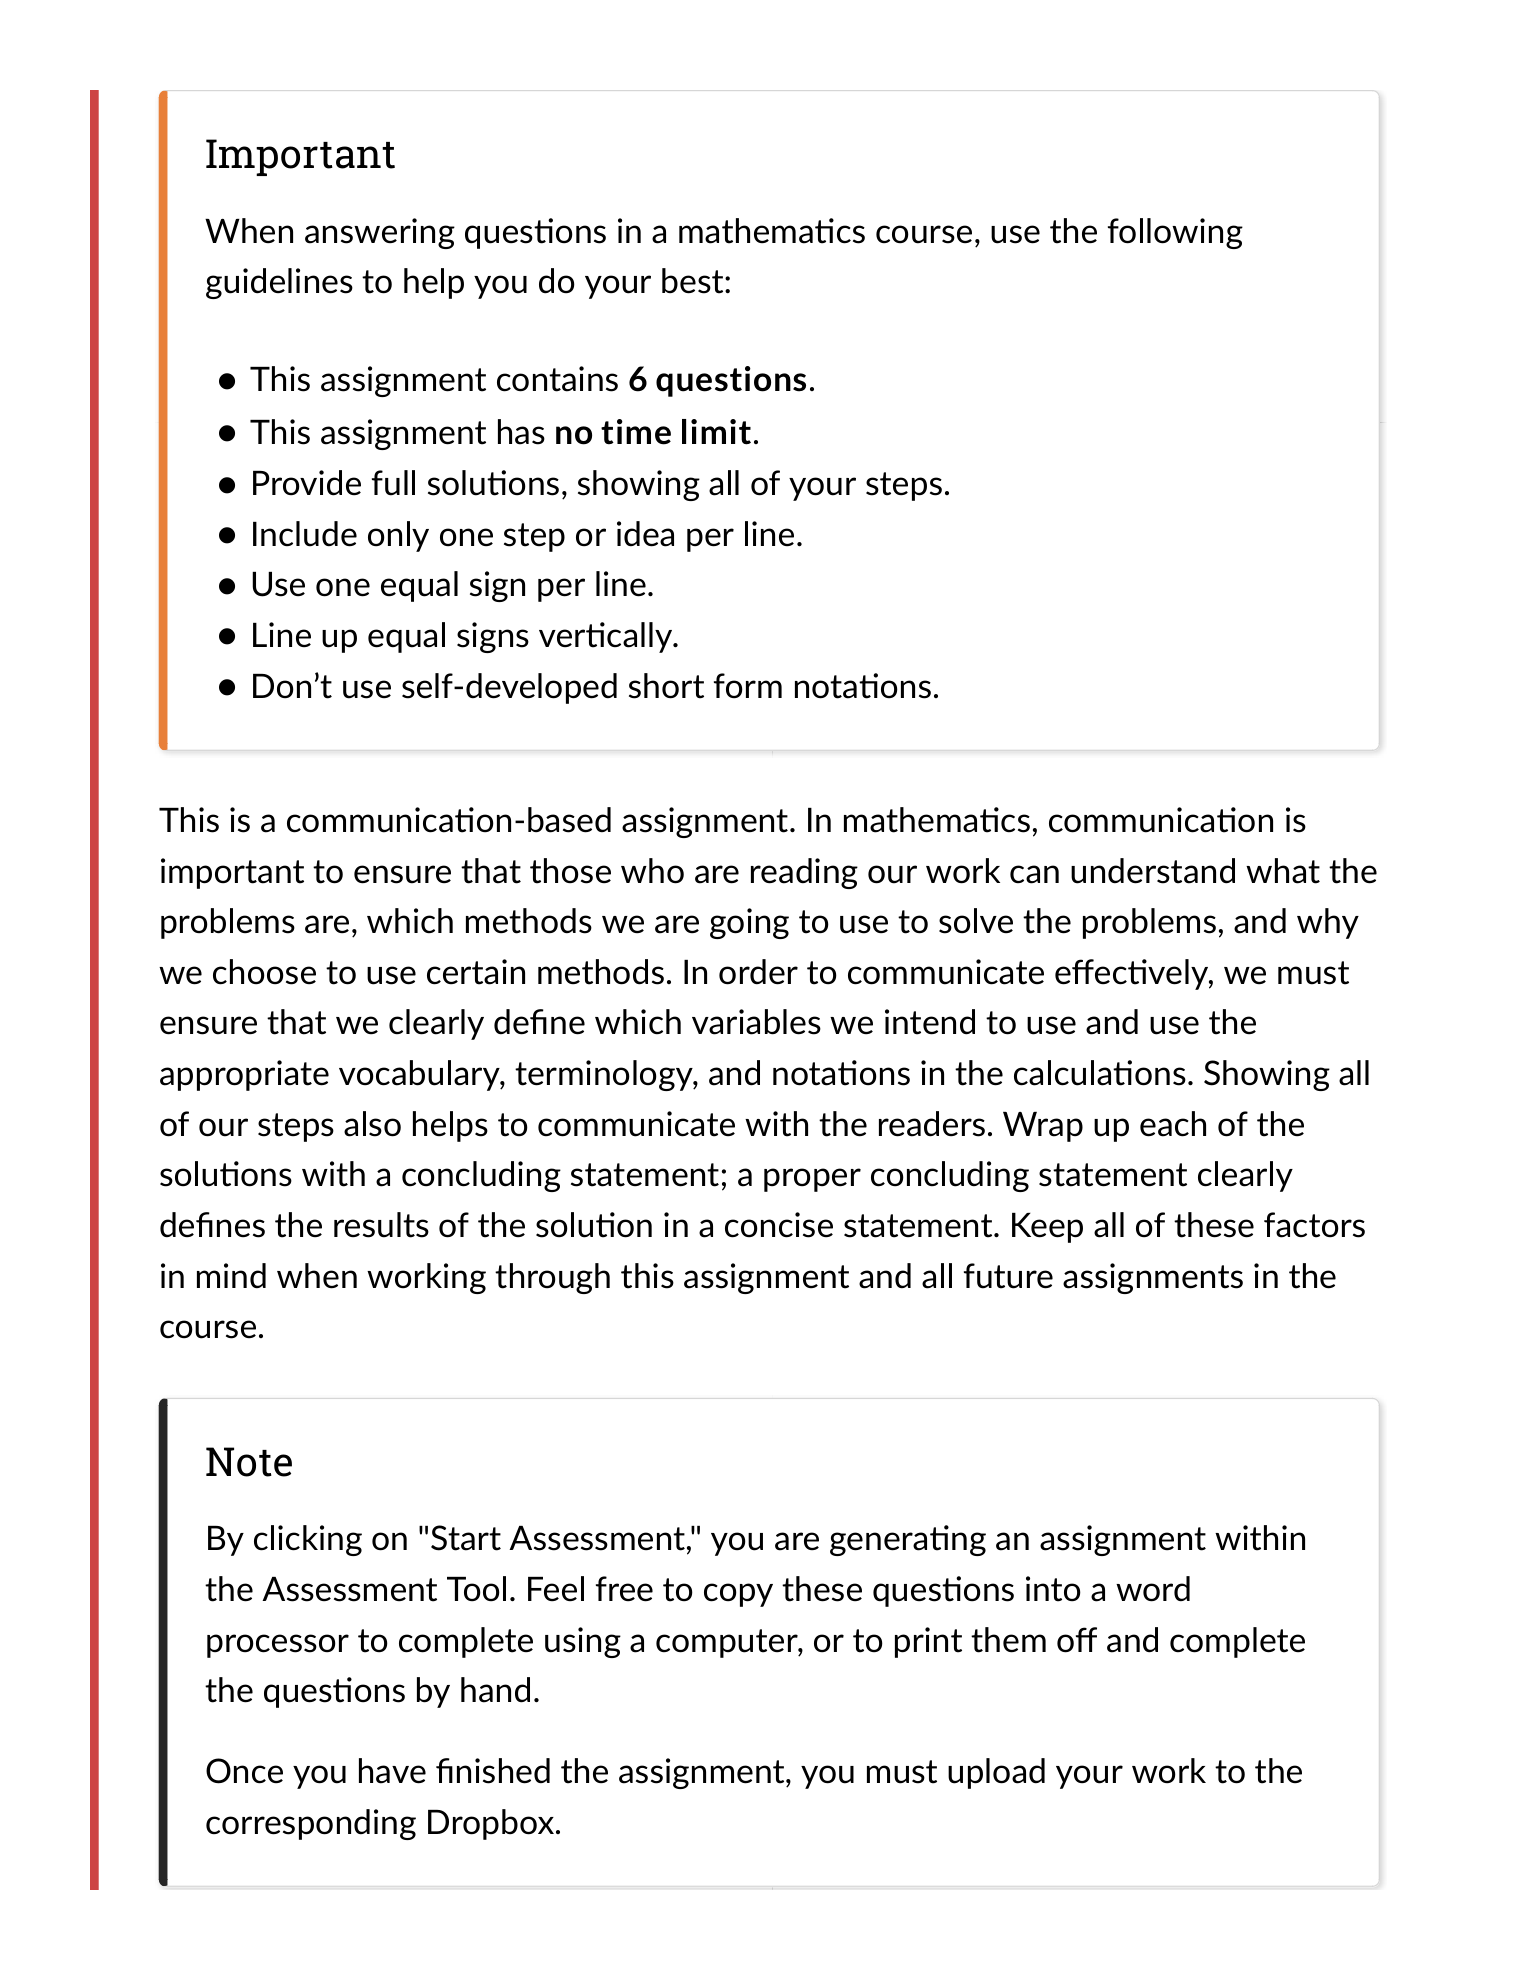 Important
When answering questions in a mathematics course, use the following
guidelines to help you do your best:
● This assignment contains 6 questions.
● This assignment has no time limit.
● Provide full solutions, showing all of your steps.
● Include only one step or idea per line.
● Use one equal sign per line.
● Line up equal signs vertically.
● Don’t use self-developed short form notations.
This is a communication-based assignment. In mathematics, communication is
important to ensure that those who are reading our work can understand what the
problems are, which methods we are going to use to solve the problems, and why
we choose to use certain methods. In order to communicate effectively, we must
ensure that we clearly define which variables we intend to use and use the
appropriate vocabulary, terminology, and notations in the calculations. Showing all
of our steps also helps to communicate with the readers. Wrap up each of the
solutions with a concluding statement; a proper concluding statement clearly
defines the results of the solution in a concise statement. Keep all of these factors
in mind when working through this assignment and all future assignments in the
course.
Note
By clicking on "Start Assessment," you are generating an assignment within
the Assessment Tool. Feel free to copy these questions into a word
processor to complete using a computer, or to print them off and complete
the questions by hand.
Once you have finished the assignment, you must upload your work to the
corresponding Dropbox.